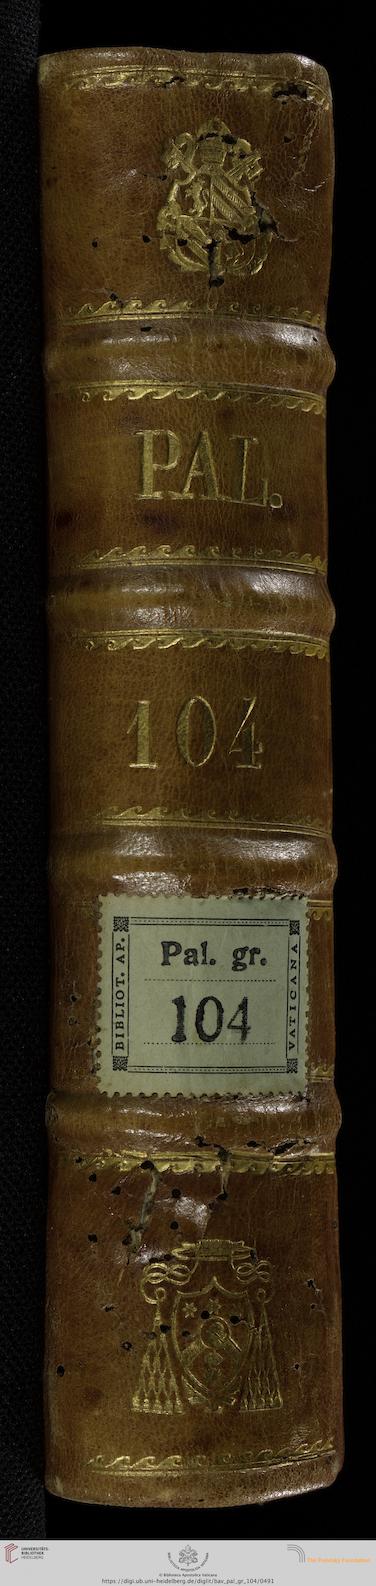 PAL.
104
BIBLIOT. AP.
Pal. gr.
104
VATICANA
UNIVERSITÄTS-
BIBLIOTHEK
HEIDELBERG
© Biblioteca Apostolica Vaticana
https://digi.ub.uni-heidelberg.de/diglit/bav_pal_gr_104/0491
The Polonsky Foundation